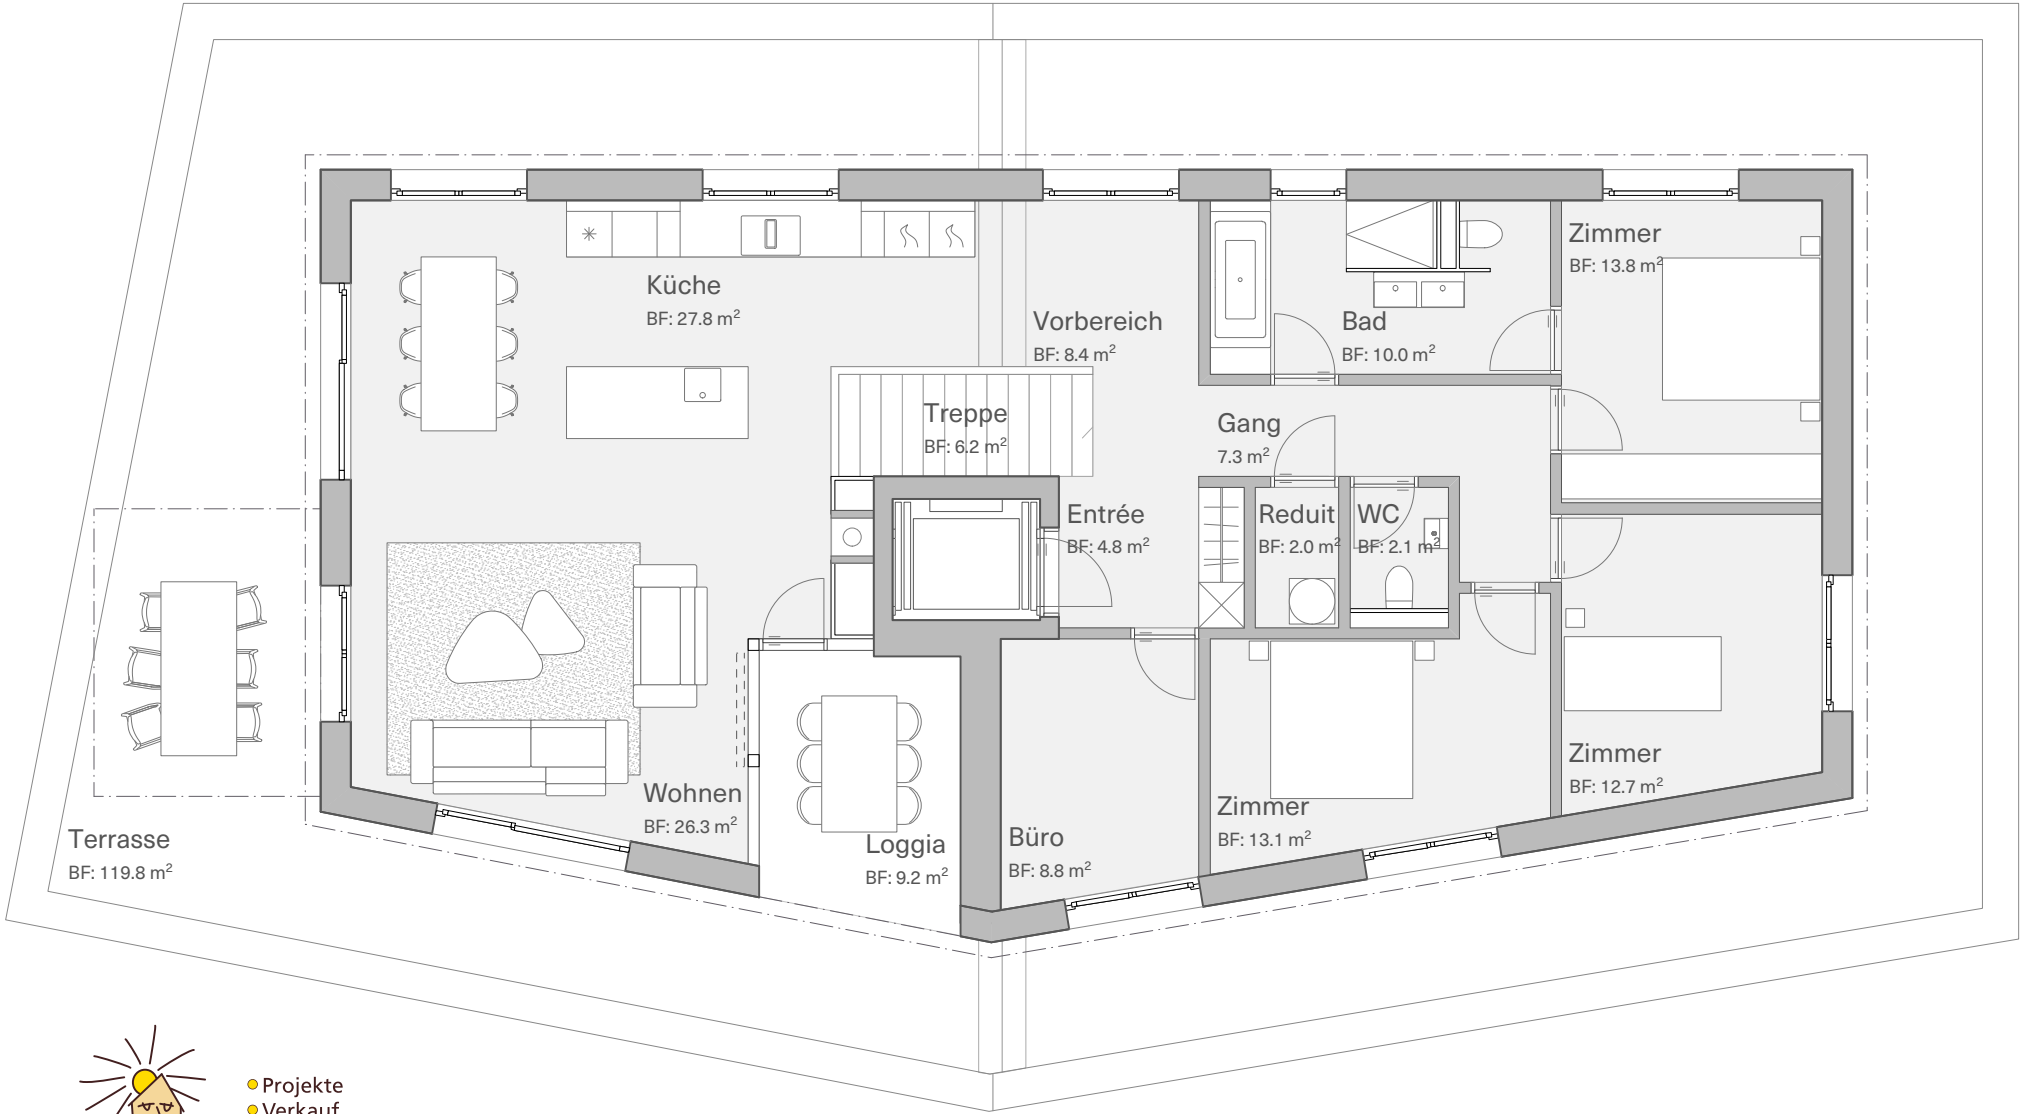 Küche
BF: 27.8 m²
Vorbereich
BF: 8.4 m²
Bad
BF: 10.0 m²
Zimmer
BF: 13.8 m²
Treppe
BF: 6.2 m²
Gang
7.3 m²
Entrée
BF: 4.8 m²
Reduit
BF: 2.0 m²
WC
BF: 2.1 m²
Wohnen
BF: 26.3 m²
Loggia
BF: 9.2 m²
Büro
BF: 8.8 m²
Zimmer
BF: 13.1 m²
Zimmer
BF: 12.7 m²
Terrasse
BF: 119.8 m²
Projekte
Verkauf